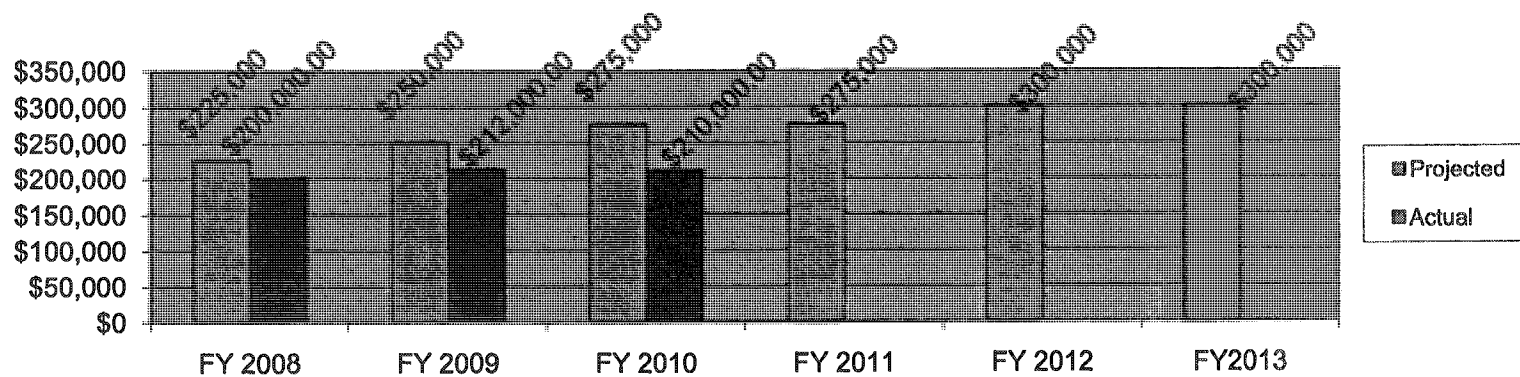 $225,000
$200,000.00
$250,000
$212,000.00
$275,000
$210,000.00
$275,000
$300,000
$300,000
$350,000
$300,000
$250,000
$200,000
$150,000
$100,000
$50,000
$0
FY 2008
FY 2009
FY 2010
FY 2011
FY 2012
FY2013
Projected
Actual